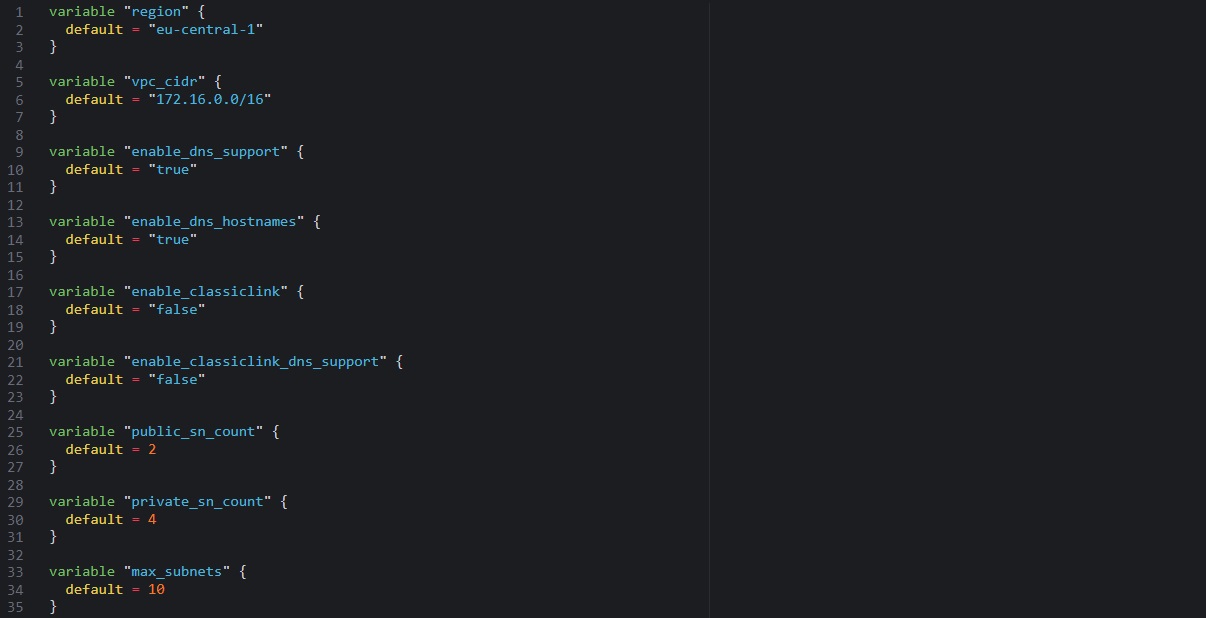 1 variable "region" {
2   default = "eu-central-1"
3 }
4
5 variable "vpc_cidr" {
6   default = "172.16.0.0/16"
7 }
8
9 variable "enable_dns_support" {
10   default = "true"
11 }
12
13 variable "enable_dns_hostnames" {
14   default = "true"
15 }
16
17 variable "enable_classiclink" {
18   default = "false"
19 }
20
21 variable "enable_classiclink_dns_support" {
22   default = "false"
23 }
24
25 variable "public_sn_count" {
26   default = 2
27 }
28
29 variable "private_sn_count" {
30   default = 4
31 }
32
33 variable "max_subnets" {
34   default = 10
35 }